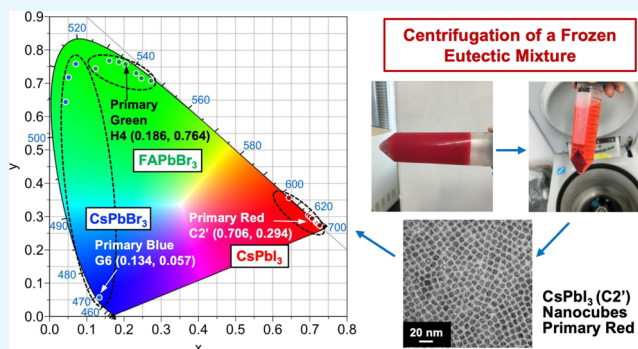 0.9
0.8
0.7
0.6
0.5
0.4
0.3
0.2
0.1
0.0
y
0.0
0.1
0.2
0.3
0.4
0.5
0.6
0.7
0.8
x
520
540
560
580
600
620
700
500
490
480
470
460
Primary
Green
H4 (0.186, 0.764)
FAPbBr3
CsPbBr3
Primary Blue
G6 (0.134, 0.057)
Primary Red
C2’ (0.706, 0.294)
CsPbI3
Centrifugation of a Frozen
Eutectic Mixture
20 nm
CsPbI3 (C2’)
Nanocubes
Primary Red